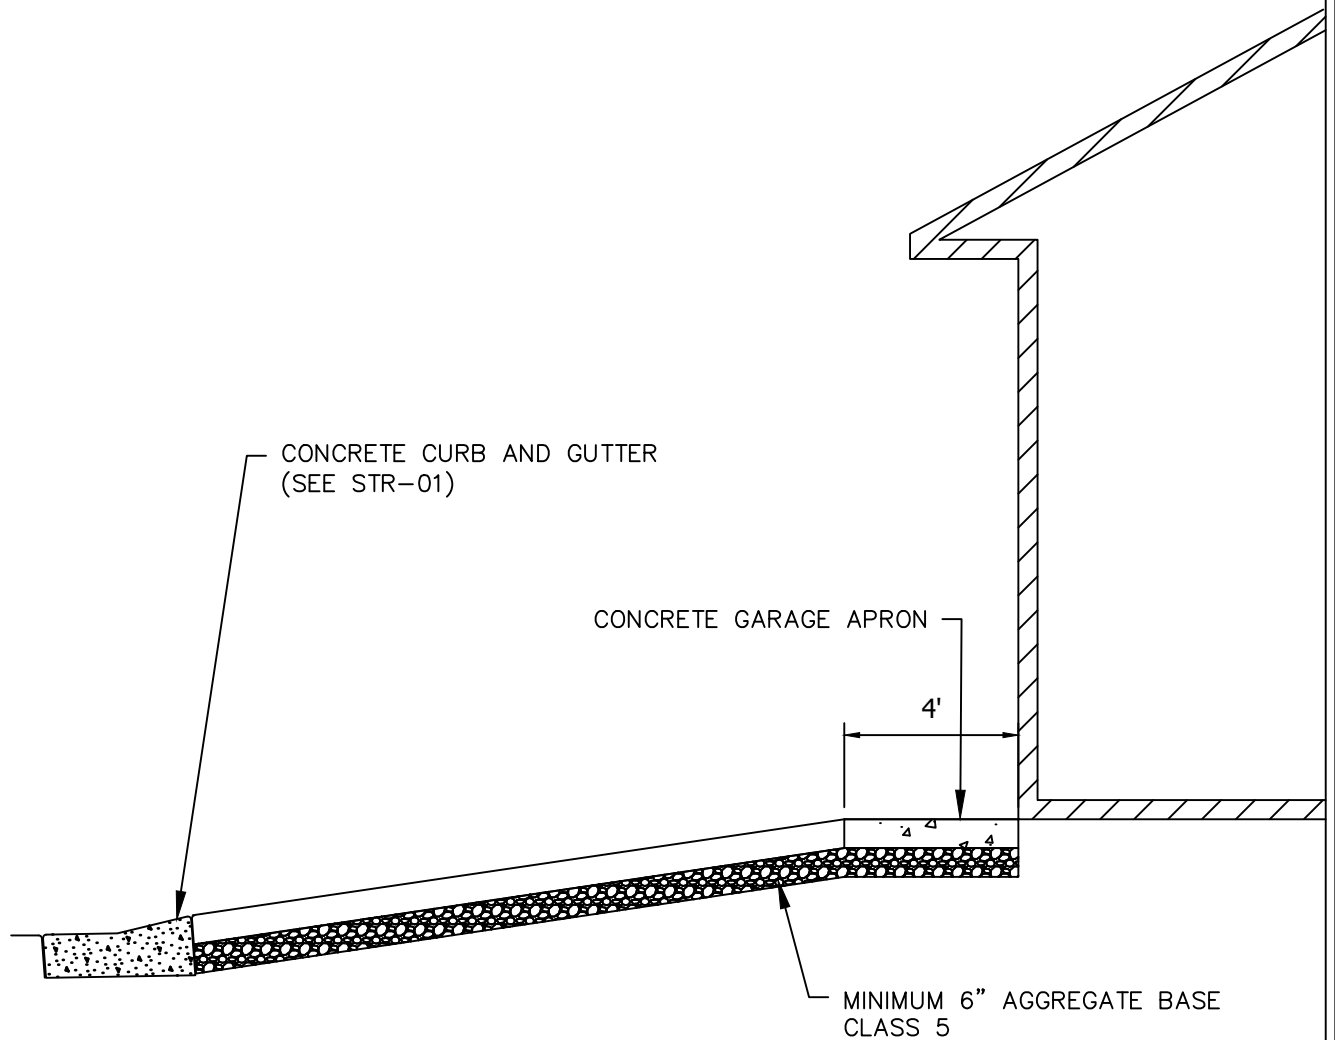 CONCRETE CURB AND GUTTER
(SEE STR-01)
CONCRETE GARAGE APRON
4'
MINIMUM 6” AGGREGATE BASE
CLASS 5